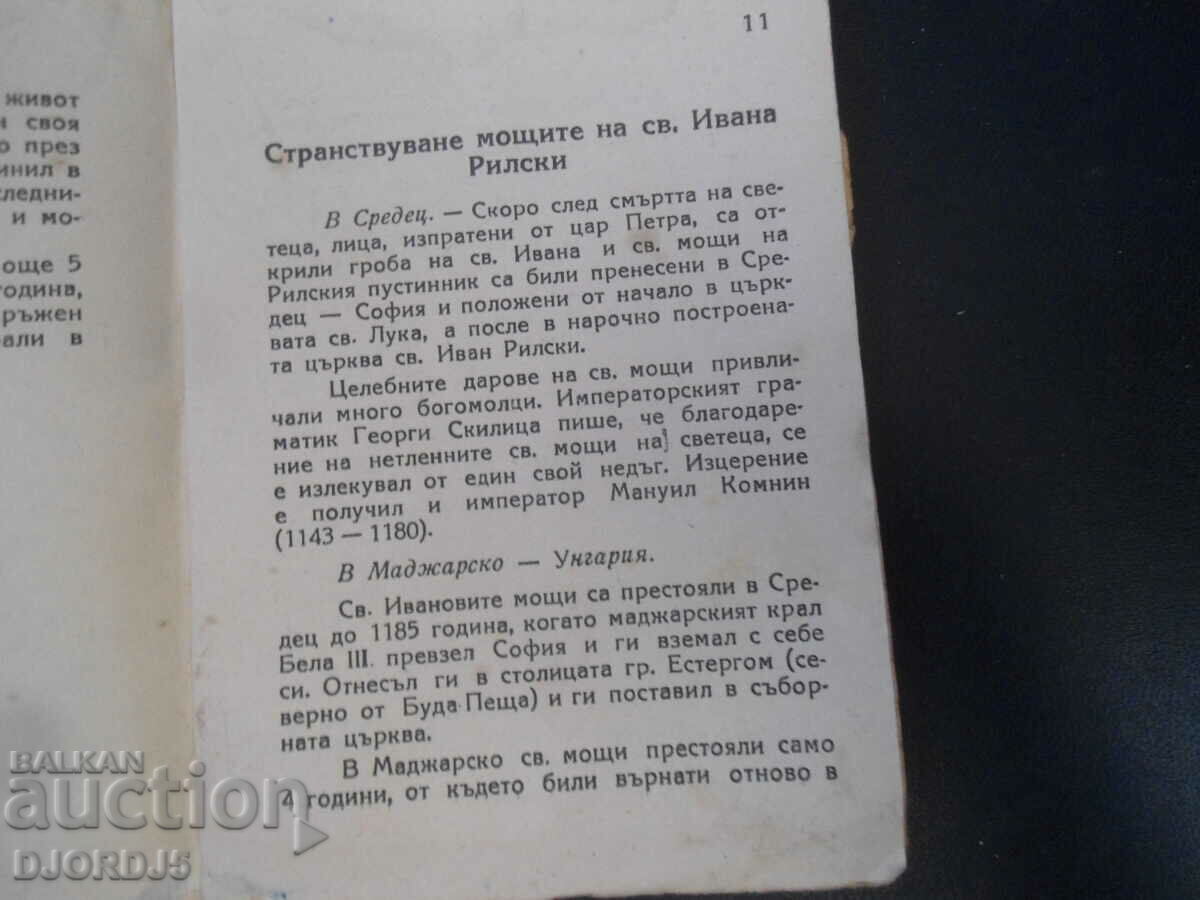 живот
своя
през
и мо-
още 5
година,
11
Странствуване мощите на св. Ивана
Рилски
В Средец. — Скоро след смъртта на све-
теца, лица, изпратени от цар Петра, са от-
крили гроба на св. Ивана и св. мощи на
Рилския пустинник са били пренесени в Сре-
дец — София и положени от начало в църк-
вата св. Лука, а после в нарочно построена-
та църква св. Иван Рилски.
Целебните дарове на св. мощи привли-
чали много богомолци. Императорският гра-
матик Георги Скилица пише, че благодаре-
ние на нетленните св. мощи на светеца, се
е излекувал от един свой недъг. Изцерение
е получил и император Мануил Комнин
(1143 — 1180).
В Маджарско — Унгария.
Св. Ивановите мощи са престояли в Сре-
дец до 1185 година, когато маджарският крал
Бела III. превзел София и ги вземал с себе
си. Отнесъл ги в столицата гр. Естергом (се-
верно от Буда-Пеща) и ги поставил в събор-
ната църква.
В Маджарско св. мощи престояли само
4 години, от където били върнати отново в
BALKAN
auction
DJORDJ5